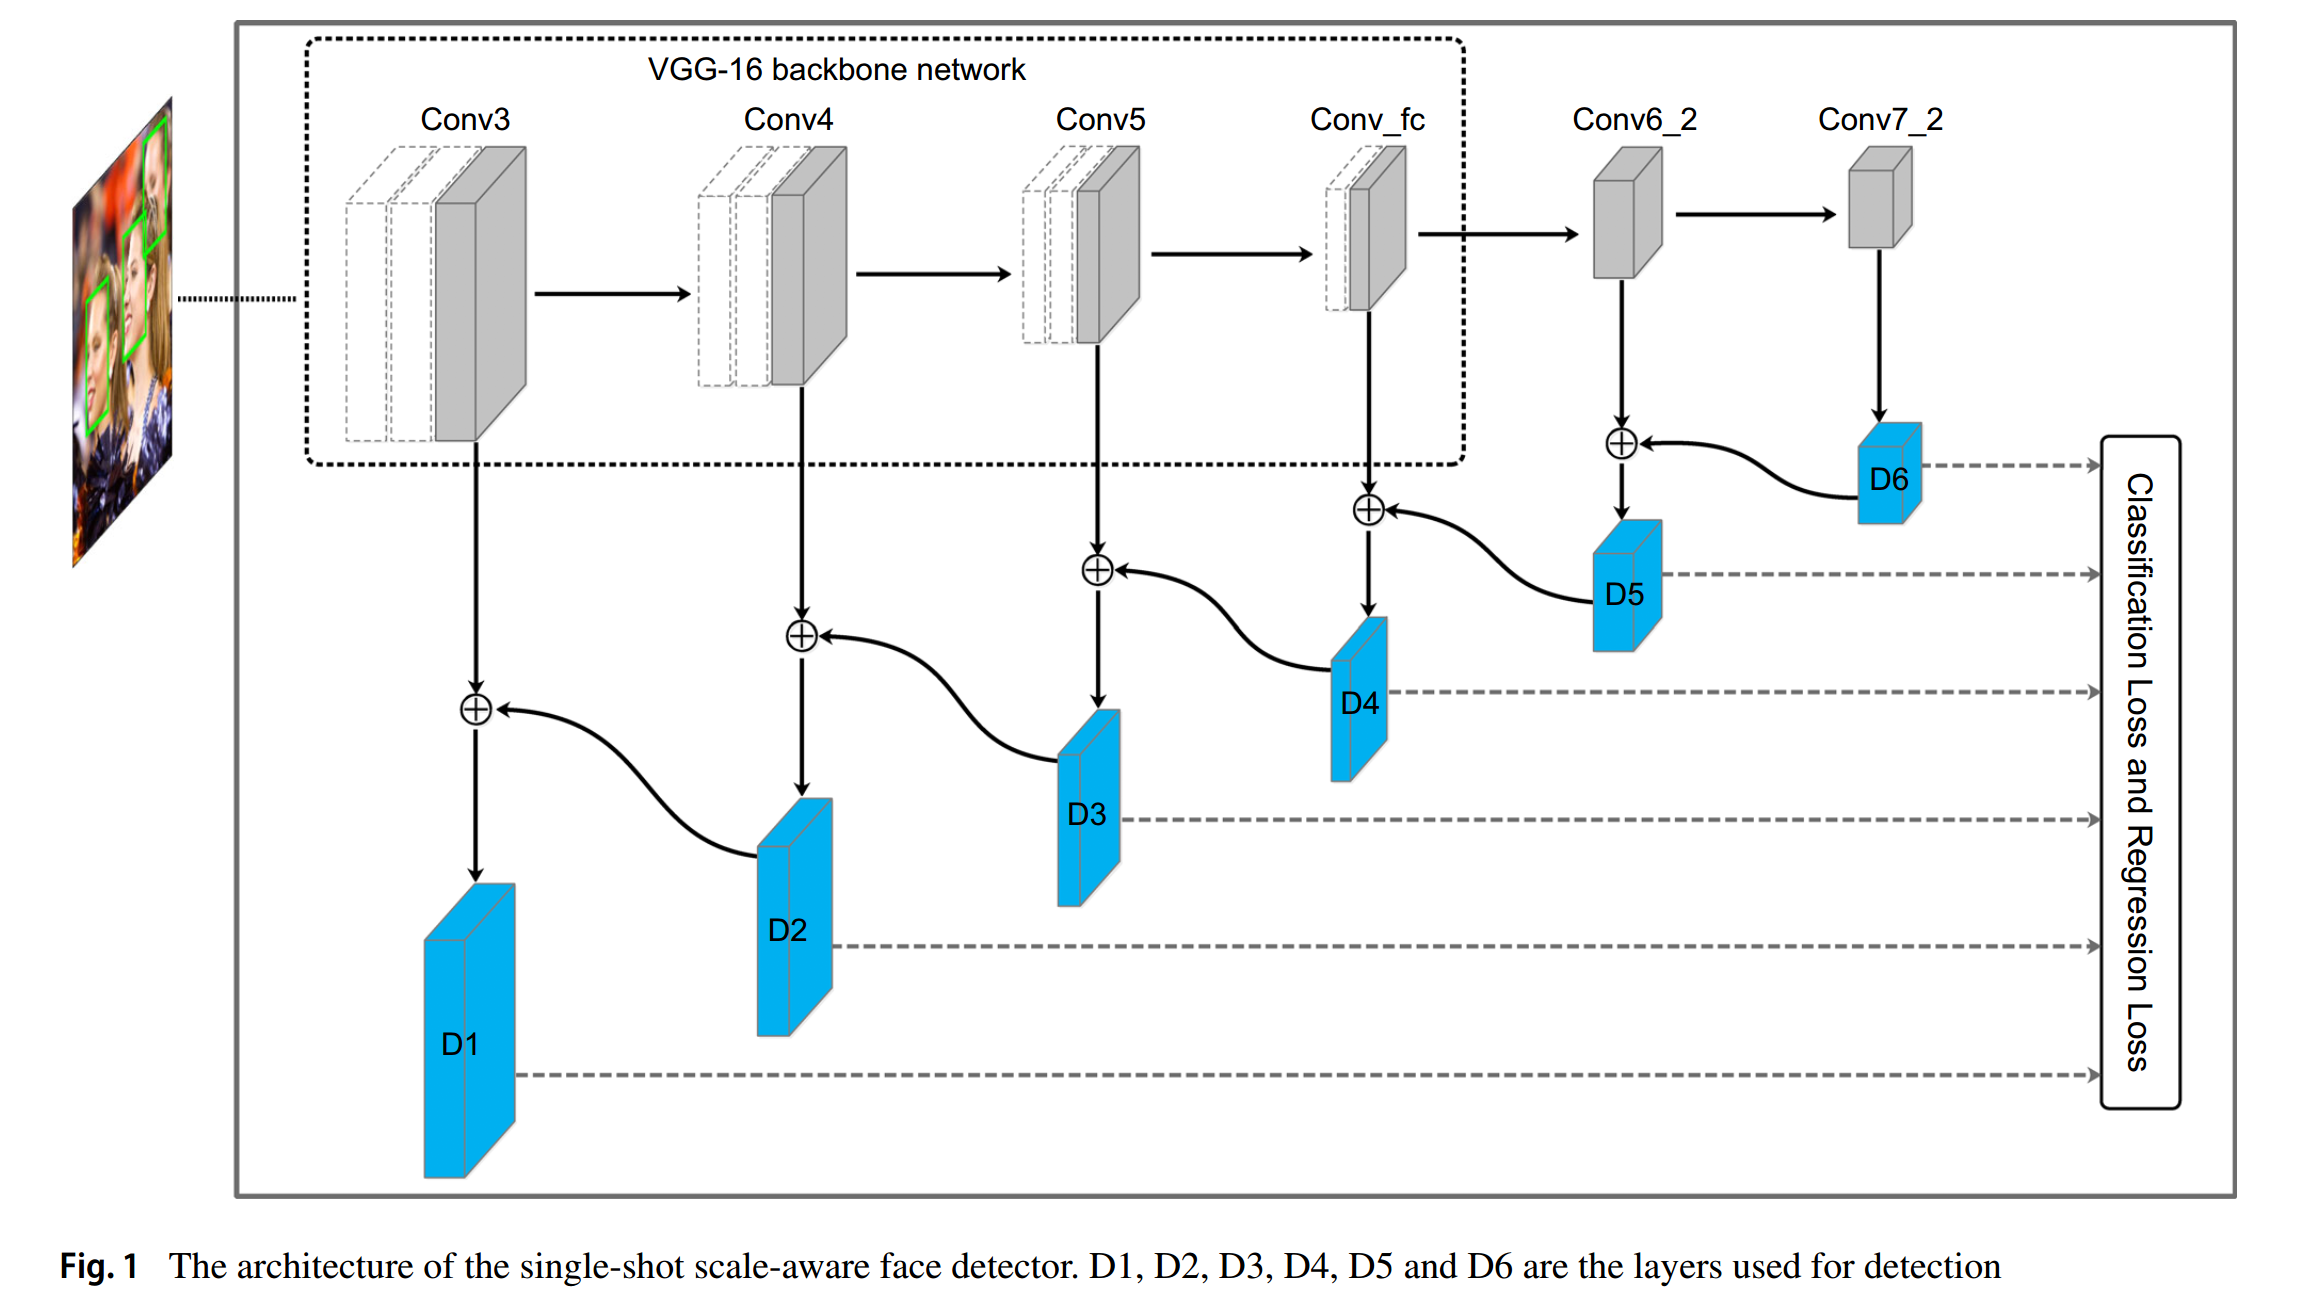 VGG-16 backbone network
Conv3
Conv4
Conv5
Conv_fc
Conv6_2
Conv7_2
D6
D5
D4
D3
D2
D1
Classification Loss and Regression Loss
Fig. 1 The architecture of the single-shot scale-aware face detector. D1, D2, D3, D4, D5 and D6 are the layers used for detection